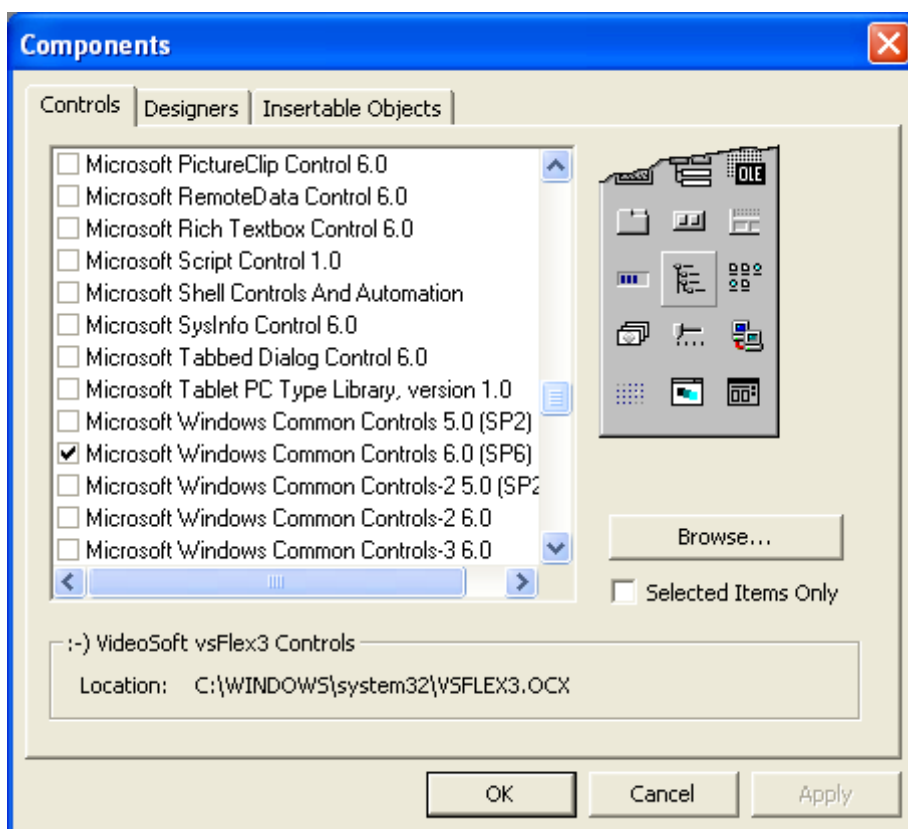 Components
Controls
Designers
Insertable Objects
Microsoft PictureClip Control 6.0
Microsoft RemoteData Control 6.0
Microsoft Rich Textbox Control 6.0
Microsoft Script Control 1.0
Microsoft Shell Controls And Automation
Microsoft SysInfo Control 6.0
Microsoft Tabbed Dialog Control 6.0
Microsoft Tablet PC Type Library, version 1.0
Microsoft Windows Common Controls 5.0 (SP2)
Microsoft Windows Common Controls 6.0 (SP6)
Microsoft Windows Common Controls-2 5.0 (SP2
Microsoft Windows Common Controls-2 6.0
Microsoft Windows Common Controls-3 6.0
OLE
Browse...
Selected Items Only
:-) VideoSoft vsFlex3 Controls
Location: C:\WINDOWS\system32\VSFLEX3.OCX
OK
Cancel
Apply